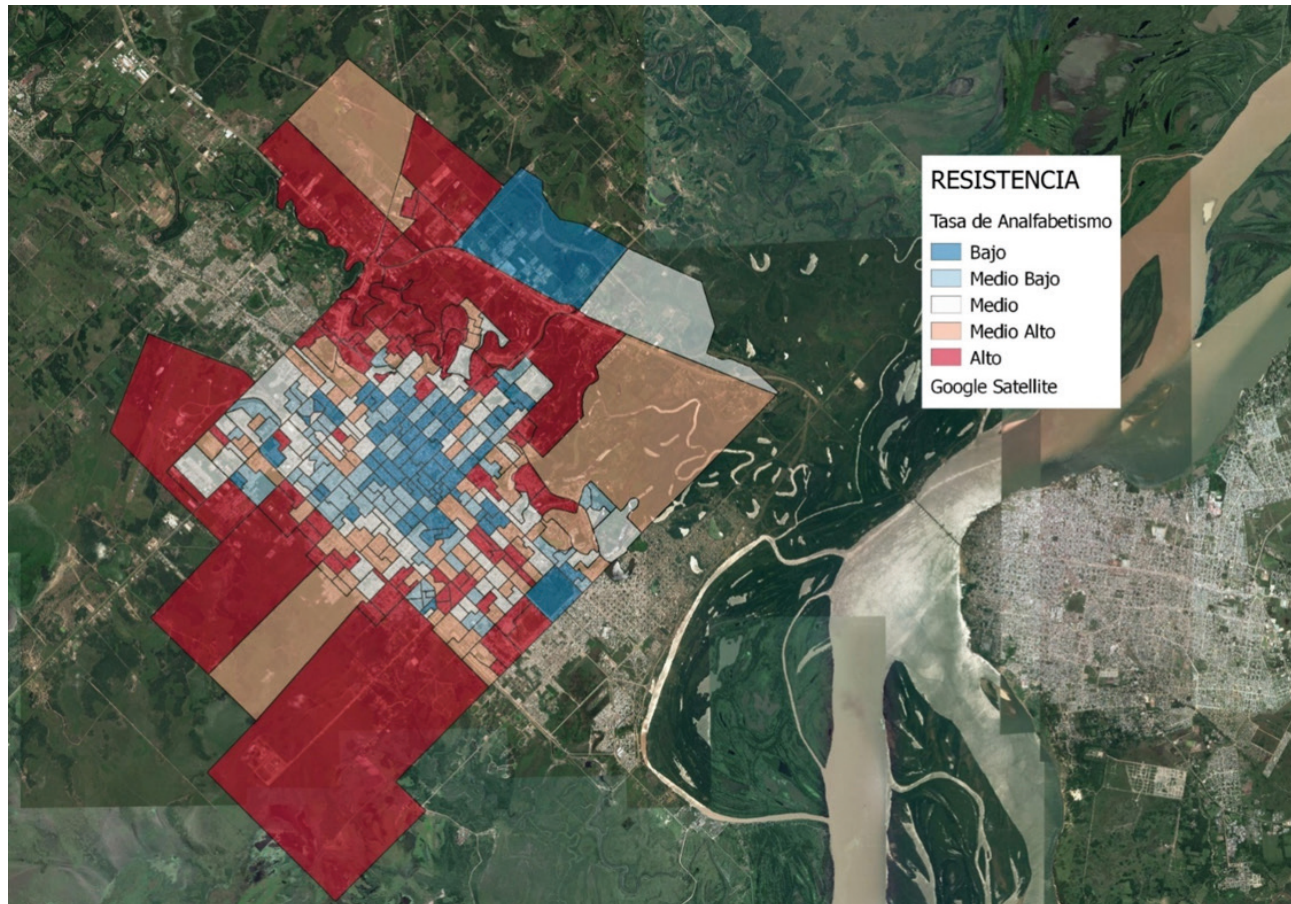 RESISTENCIA
Tasa de Analfabetismo
Bajo
Medio Bajo
Medio
Medio Alto
Alto
Google Satellite